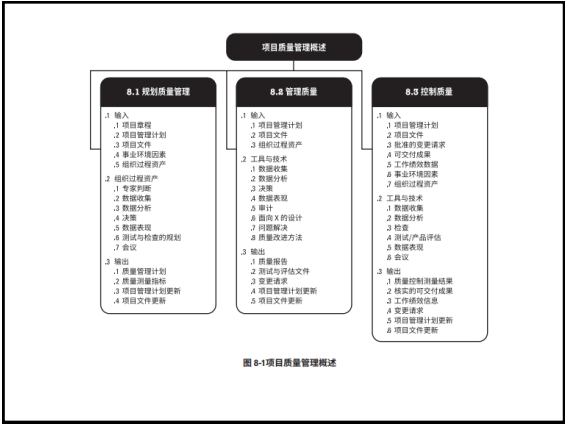 项目质量管理概述
8.1 规划质量管理
.1 输入
.1 项目章程
.2 项目管理计划
.3 项目文件
.4 事业环境因素
.5 组织过程资产
.2 组织过程资产
.1 专家判断
.2 数据收集
.3 数据分析
.4 决策
.5 数据表现
.6 测试与检查的规划
.7 会议
.3 输出
.1 质量管理计划
.2 质量测量指标
.3 项目管理计划更新
.4 项目文件更新
8.2 管理质量
.1 输入
.1 项目管理计划
.2 项目文件
.3 组织过程资产
.2 工具与技术
.1 数据收集
.2 数据分析
.3 决策
.4 数据表现
.5 审计
.6 面向 X 的设计
.7 问题解决
.8 质量改进方法
.3 输出
.1 质量报告
.2 测试与评估文件
.3 变更请求
.4 项目管理计划更新
.5 项目文件更新
8.3 控制质量
.1 输入
.1 项目管理计划
.2 项目文件
.3 批准的变更请求
.4 可交付成果
.5 工作绩效数据
.6 事业环境因素
.7 组织过程资产
.2 工具与技术
.1 数据收集
.2 数据分析
.3 检查
.4 测试/产品评估
.5 数据表现
.6 会议
.3 输出
.1 质量控制测量结果
.2 核实的可交付成果
.3 工作绩效信息
.4 变更请求
.5 项目管理计划更新
.6 项目文件更新
图 8-1项目质量管理概述